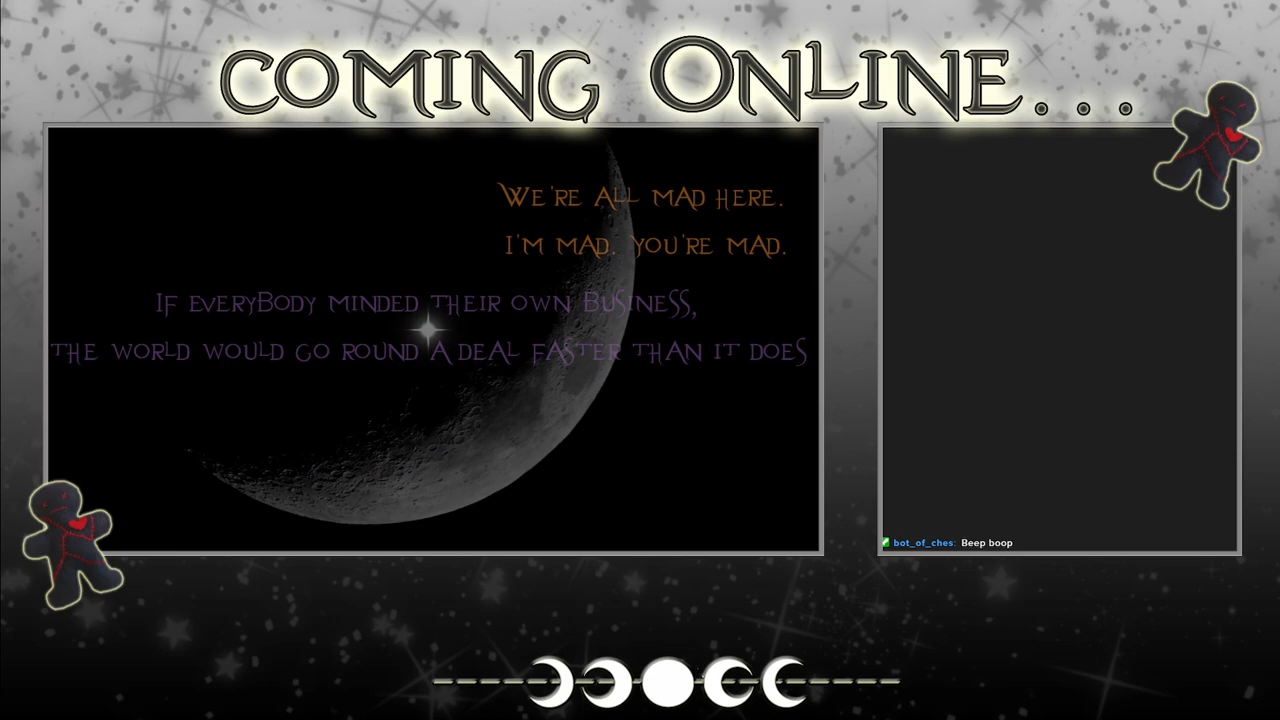 COMING ONLINE...
WE'RE ALL MAD HERE.
I'M MAD. YOU'RE MAD.
IF EVERYBODY MINDED THEIR OWN BUSINESS,
THE WORLD WOULD GO ROUND A DEAL FASTER THAN IT DOES
bot_of_ches: Beep boop